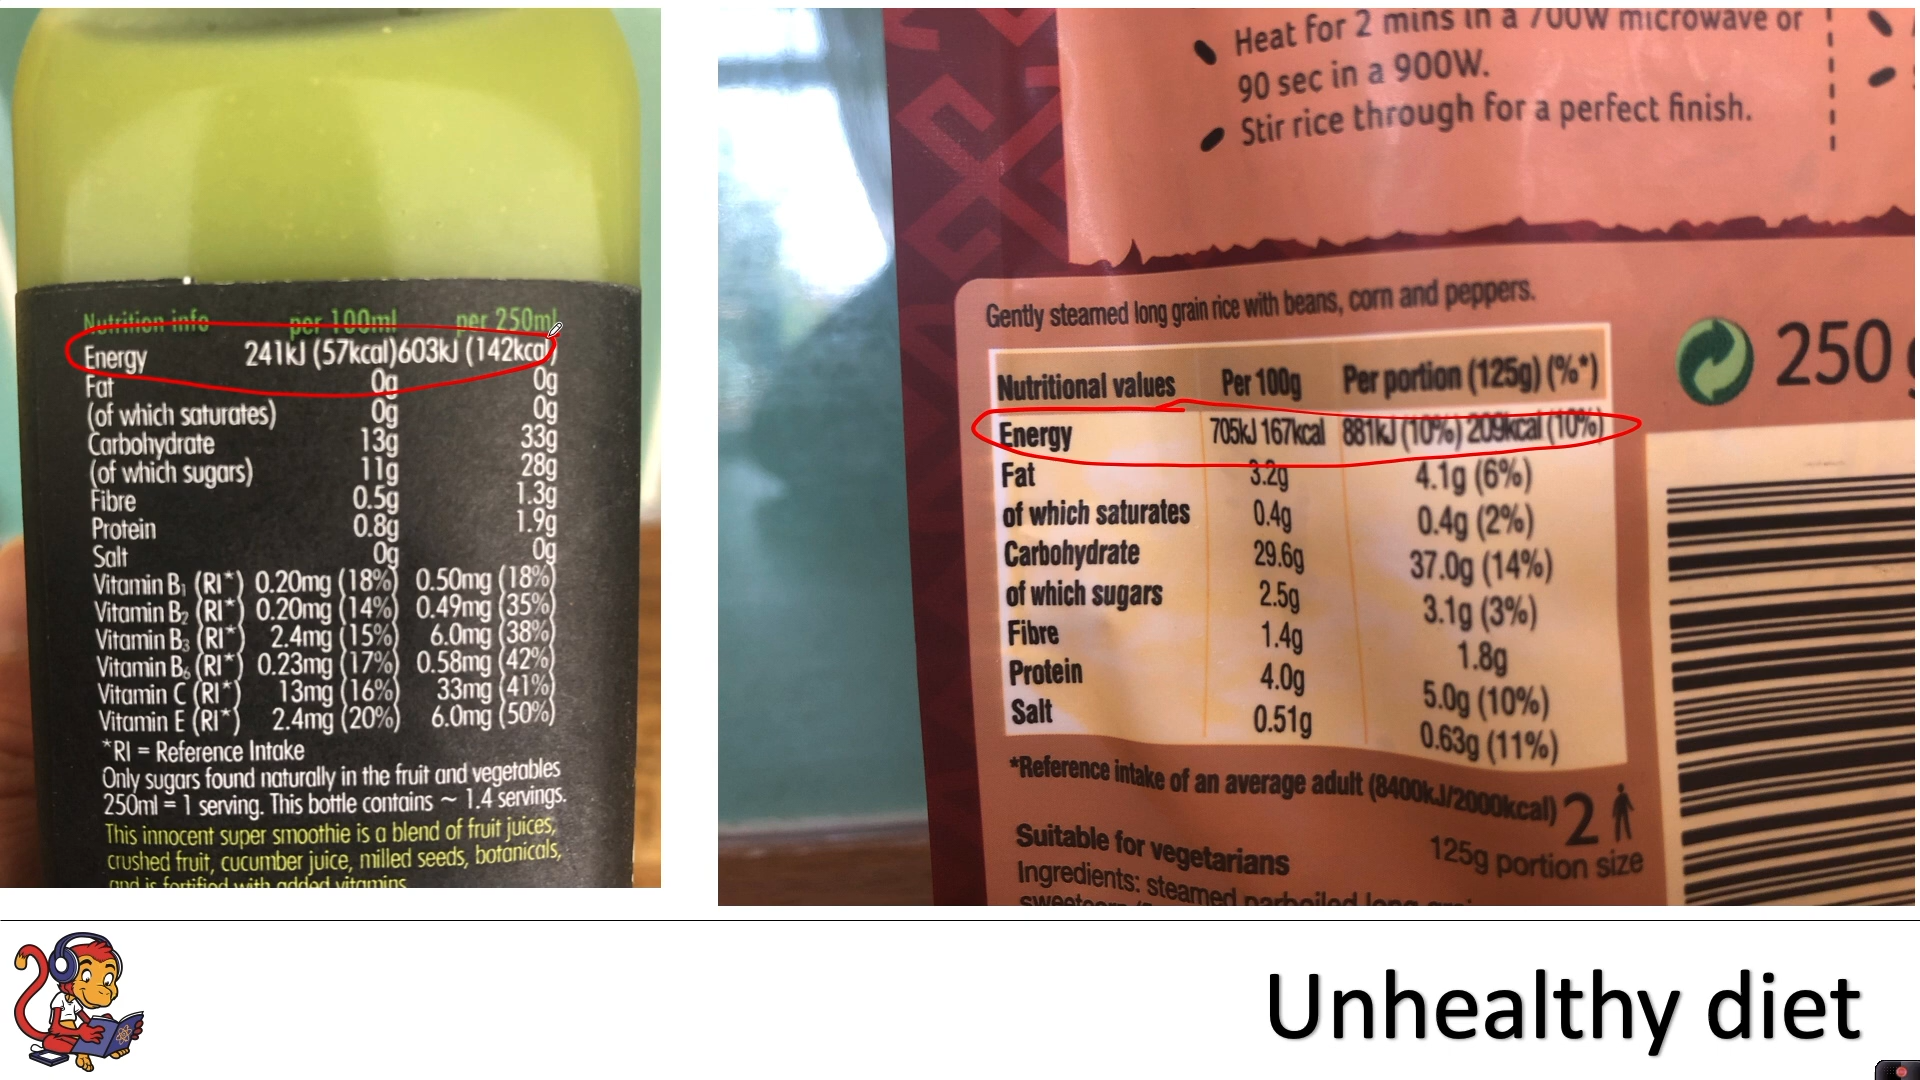 Nutrition info per 100ml per 250ml
Energy 241kJ (57kcal)603kJ (142kcal)
Fat 0g 0g
(of which saturates) 0g 0g
Carbohydrate 13g 33g
(of which sugars) 11g 28g
Fibre 0.5g 1.3g
Protein 0.8g 1.9g
Salt 0g 0g
Vitamin B₁ (RI*) 0.20mg (18%) 0.50mg (18%)
Vitamin B₂ (RI*) 0.20mg (14%) 0.49mg (35%)
Vitamin B₃ (RI*) 2.4mg (15%) 6.0mg (38%)
Vitamin B₆ (RI*) 0.23mg (17%) 0.58mg (42%)
Vitamin C (RI*) 13mg (16%) 33mg (41%)
Vitamin E (RI*) 2.4mg (20%) 6.0mg (50%)
*RI = Reference Intake
Only sugars found naturally in the fruit and vegetables
250ml = 1 serving. This bottle contains ~ 1.4 servings.
This innocent super smoothie is a blend of fruit juices,
crushed fruit, cucumber juice, milled seeds, botanicals,
and is fortified with added vitamins
Heat for 2 mins in a 700W microwave or
90 sec in a 900W.
Stir rice through for a perfect finish.
Gently steamed long grain rice with beans, corn and peppers.
Nutritional values Per 100g Per portion (125g) (%*)
Energy 705kJ 167kcal 881kJ (10%) 209kcal (10%)
Fat 3.2g 4.1g (6%)
of which saturates 0.4g 0.4g (2%)
Carbohydrate 29.6g 37.0g (14%)
of which sugars 2.5g 3.1g (3%)
Fibre 1.4g 1.8g
Protein 4.0g 5.0g (10%)
Salt 0.51g 0.63g (11%)
*Reference intake of an average adult (8400kJ/2000kcal)
2
125g portion size
Suitable for vegetarians
Ingredients: steamed parboiled long
250
Unhealthy diet